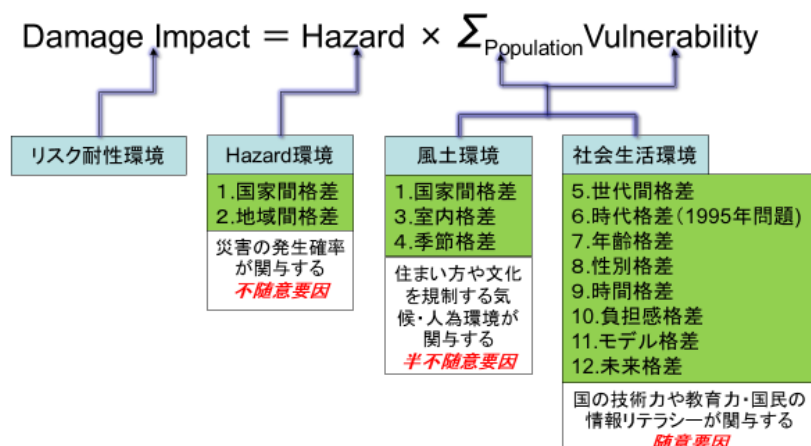 Damage Impact = Hazard × Σ Population Vulnerability
リスク耐性環境
Hazard環境
1.国家間格差
2.地域間格差
災害の発生確率
が関与する
不随意要因
風土環境
1.国家間格差
3.室内格差
4.季節格差
住まい方や文化
を規制する気
候・人為環境が
関与する
半不随意要因
社会生活環境
5.世代間格差
6.時代格差(1995年問題)
7.年齢格差
8.性別格差
9.時間格差
10.負担感格差
11.モデル格差
12.未来格差
国の技術力や教育力・国民の
情報リテラシーが関与する
随意要因